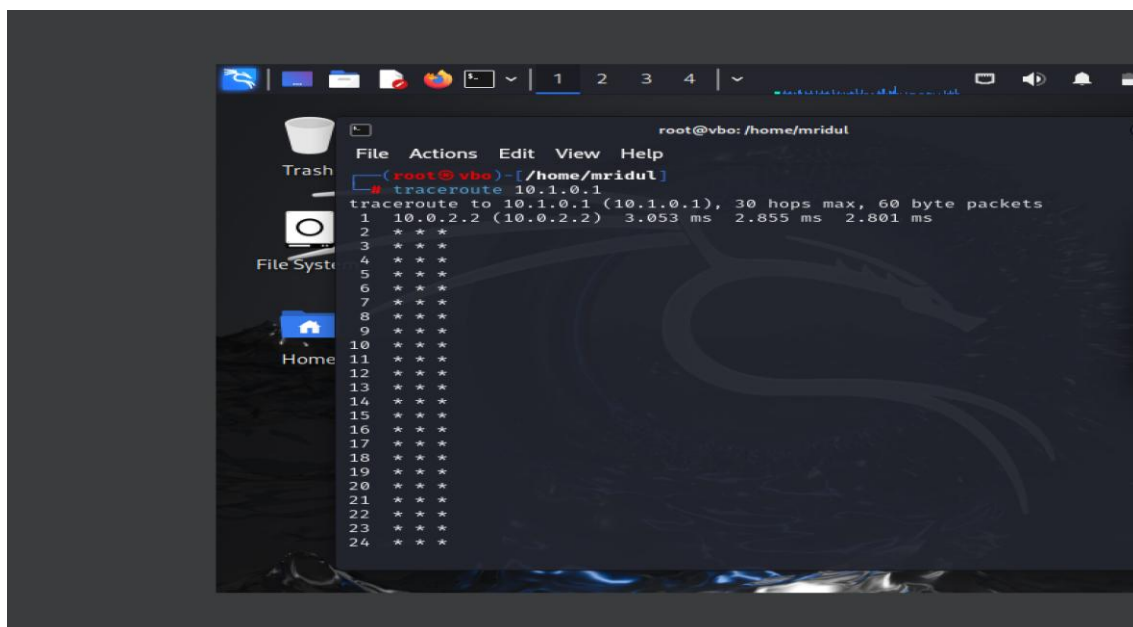 1 2 3 4
root@vbo: /home/mridul
File Actions Edit View Help
Trash
(root㉿vbo)-[/home/mridul]
# traceroute 10.1.0.1
traceroute to 10.1.0.1 (10.1.0.1), 30 hops max, 60 byte packets
1 10.0.2.2 (10.0.2.2) 3.053 ms 2.855 ms 2.801 ms
2 * * *
3 * * *
File Syste
4 * * *
5 * * *
6 * * *
7 * * *
8 * * *
9 * * *
10 * * *
Home
11 * * *
12 * * *
13 * * *
14 * * *
15 * * *
16 * * *
17 * * *
18 * * *
19 * * *
20 * * *
21 * * *
22 * * *
23 * * *
24 * * *